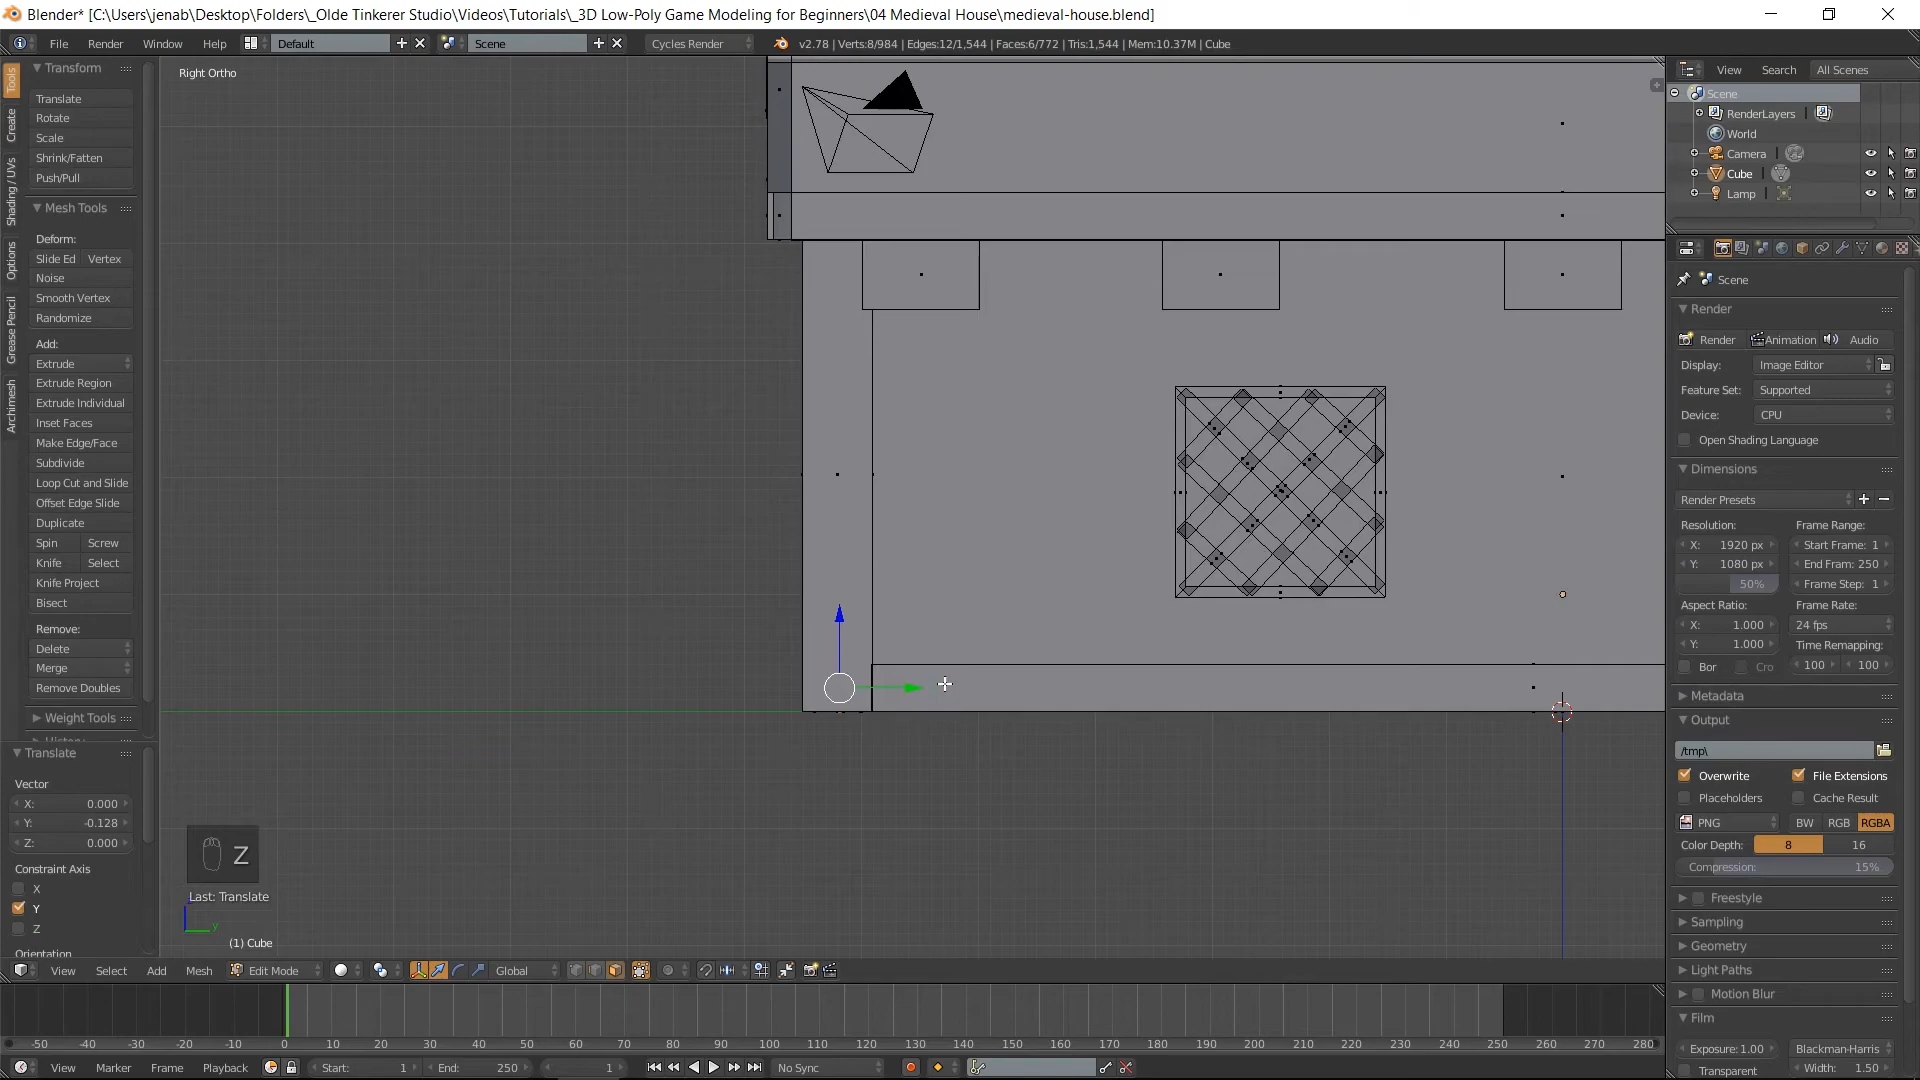 Blender* [C:\Users\jenab\Desktop\Folders\_Olde Tinkerer Studio\Videos\Tutorials\_3D Low-Poly Game Modeling for Beginners\04 Medieval House\medieval-house.blend]
File Render Window Help Default Scene Cycles Render v2.78 | Verts:8/984 | Edges:12/1,544 | Faces:6/772 | Tris:1,544 | Mem:10.37M | Cube
Tools
Create
Shading / UVs
Options
Grease Pencil
Archimesh
Transform
Translate
Rotate
Scale
Shrink/Fatten
Push/Pull
Mesh Tools
Deform:
Slide Ed Vertex
Noise
Smooth Vertex
Randomize
Add:
Extrude
Extrude Region
Extrude Individual
Inset Faces
Make Edge/Face
Subdivide
Loop Cut and Slide
Offset Edge Slide
Duplicate
Spin Screw
Knife Select
Knife Project
Bisect
Remove:
Delete
Merge
Remove Doubles
Weight Tools
Translate
Vector
X: 0.000
Y: -0.128
Z: 0.000
Constraint Axis
X
Y
Z
Orientation
Right Ortho
Z
Last: Translate
y
(1) Cube
View Select Add Mesh Edit Mode Global
-50 -40 -30 -20 -10 0 10 20 30 40 50 60 70 80 90 100 110 120 130 140 150 160 170 180 190 200 210 220 230 240 250 260 270 280
View Marker Frame Playback Start: 1 End: 250 1 No Sync
View Search All Scenes
Scene
RenderLayers
World
Camera
Cube
Lamp
Scene
Render
Render Animation Audio
Display: Image Editor
Feature Set: Supported
Device: CPU
Open Shading Language
Dimensions
Render Presets
Resolution: Frame Range:
X: 1920 px Start Frame: 1
Y: 1080 px End Fram: 250
50% Frame Step: 1
Aspect Ratio: Frame Rate:
X: 1.000 24 fps
Y: 1.000 Time Remapping:
Bor Cro 100 100
Metadata
Output
/tmp\
Overwrite File Extensions
Placeholders Cache Result
PNG BW RGB RGBA
Color Depth: 8 16
Compression: 15%
Freestyle
Sampling
Geometry
Light Paths
Motion Blur
Film
Exposure: 1.00 Blackman-Harris
Transparent Width: 1.50